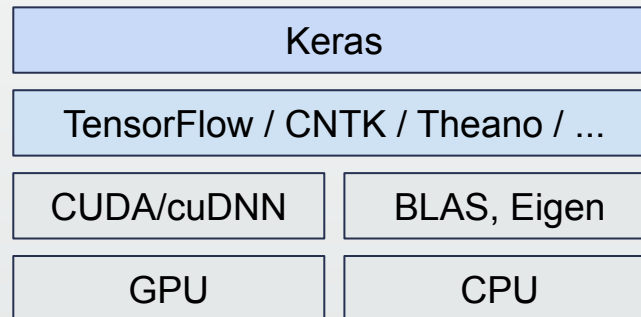 Keras
TensorFlow / CNTK / Theano / ...
CUDA/cuDNN
BLAS, Eigen
GPU
CPU